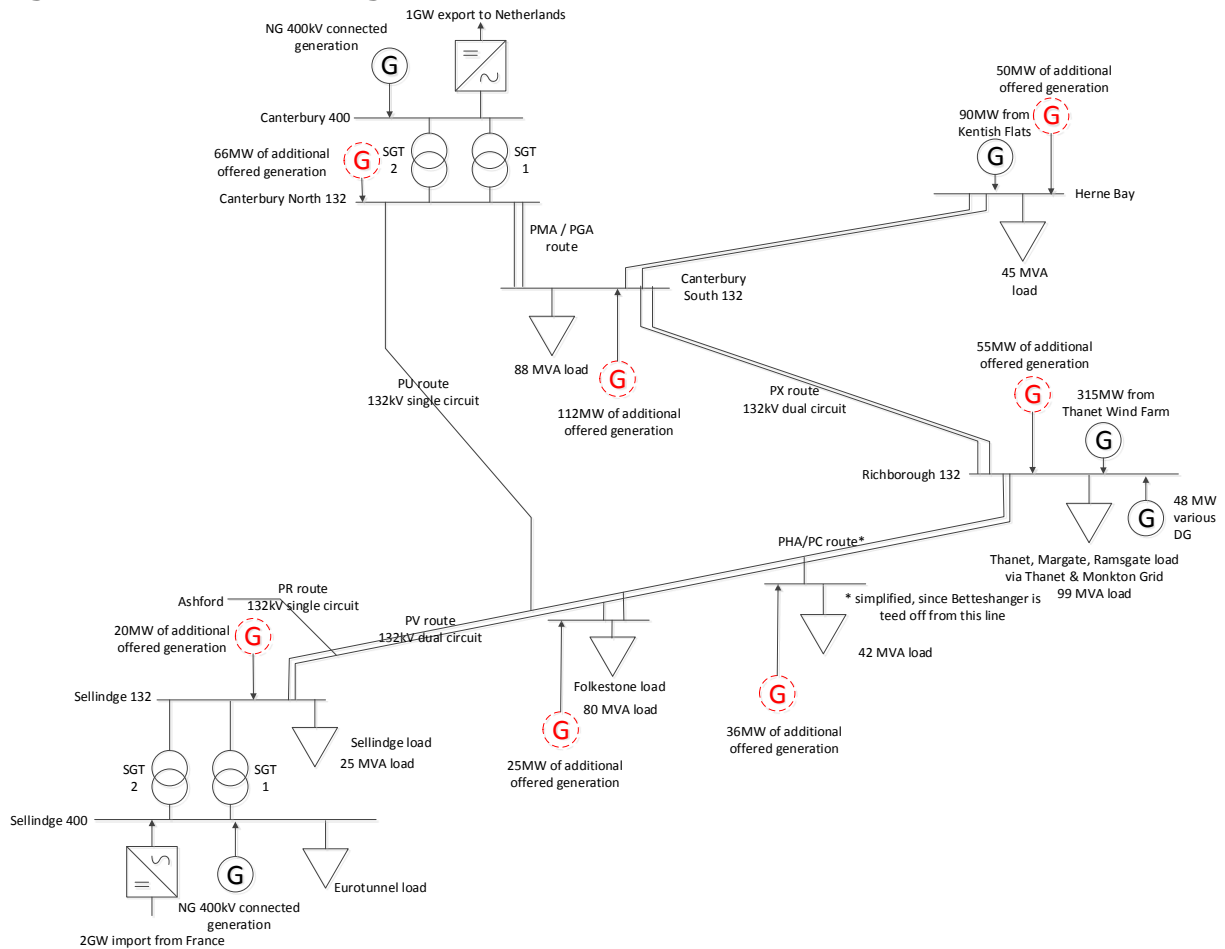 1GW export to Netherlands
NG 400kV connected
generation
G
Canterbury 400
66MW of additional
offered generation
G
SGT
2
SGT
1
Canterbury North 132
50MW of additional
offered generation
90MW from
Kentish Flats
G
G
Herne Bay
45 MVA
load
PMA / PGA
route
Canterbury
South 132
88 MVA load
G
112MW of additional
offered generation
PU route
132kV single circuit
PX route
132kV dual circuit
55MW of additional
offered generation
G
315MW from
Thanet Wind Farm
G
Richborough 132
G
48 MW
various
DG
Thanet, Margate, Ramsgate load
via Thanet & Monkton Grid
99 MVA load
PHA/PC route*
* simplified, since Betteshanger is
teed off from this line
42 MVA load
G
36MW of additional
offered generation
Ashford
PR route
132kV single circuit
PV route
132kV dual circuit
20MW of additional
offered generation
G
Folkestone load
80 MVA load
G
25MW of additional
offered generation
Sellindge 132
Sellindge load
25 MVA load
SGT
2
SGT
1
Sellindge 400
G
Eurotunnel load
NG 400kV connected
generation
2GW import from France